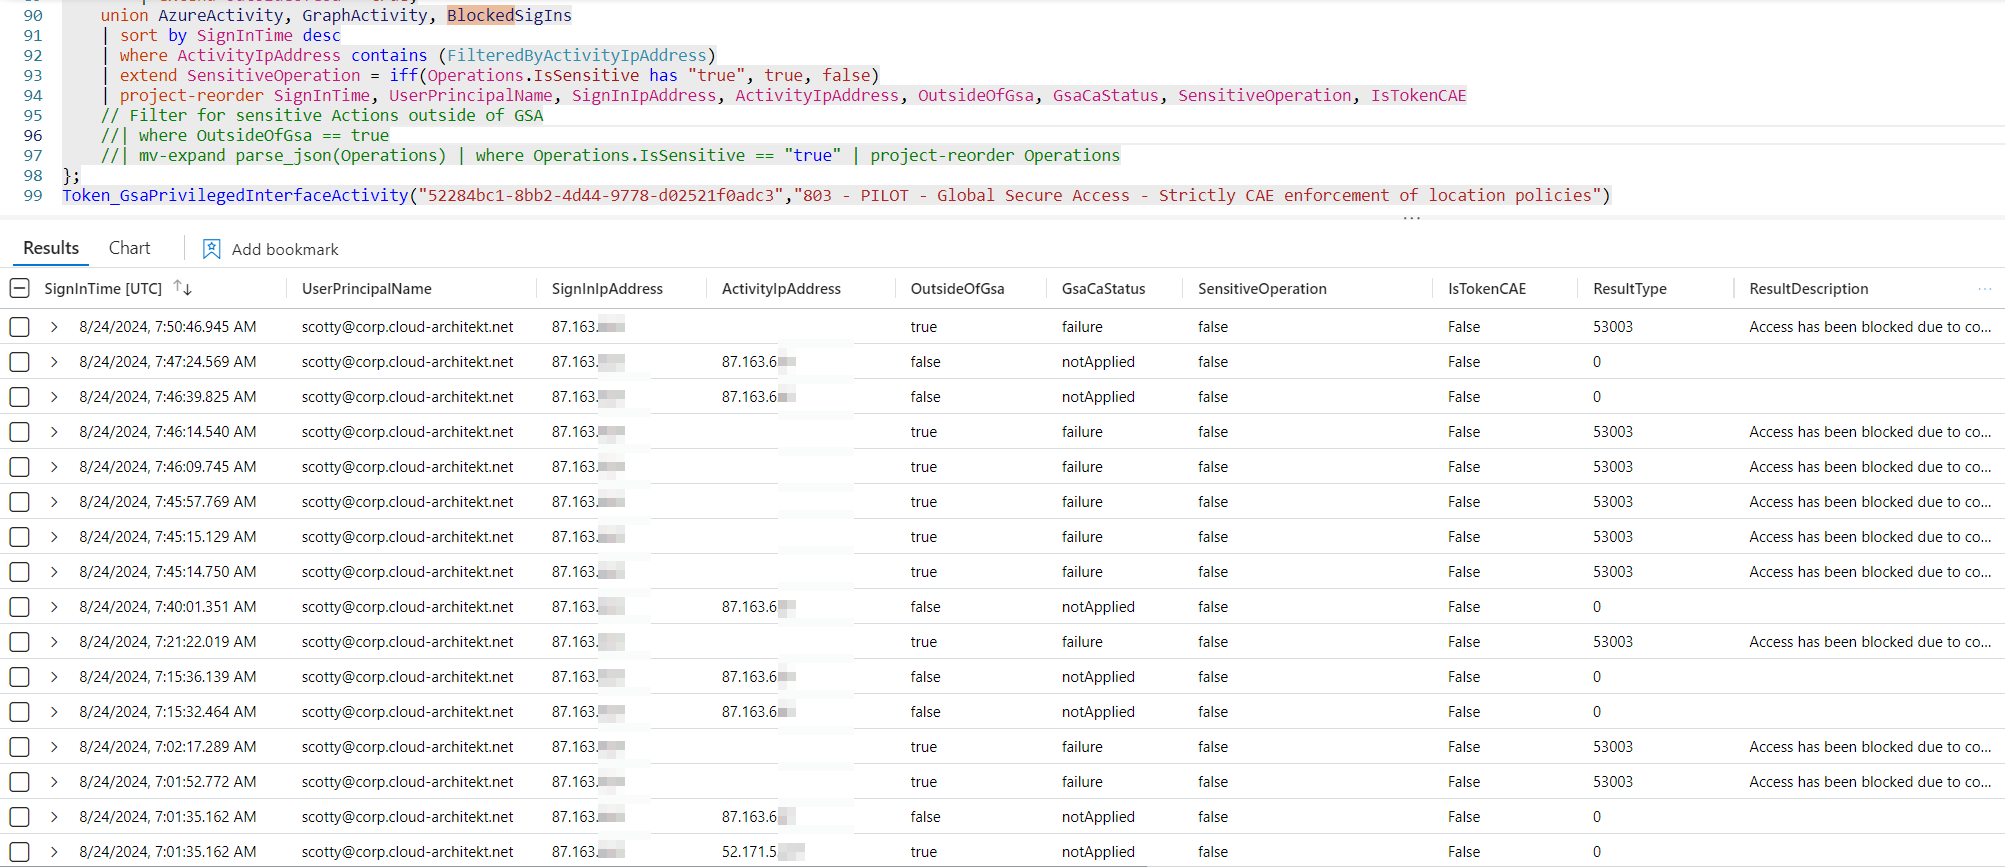 90 union AzureActivity, GraphActivity, BlockedSigIns
91 | sort by SignInTime desc
92 | where ActivityIpAddress contains (FilteredByActivityIpAddress)
93 | extend SensitiveOperation = iff(Operations.IsSensitive has "true", true, false)
94 | project-reorder SignInTime, UserPrincipalName, SignInIpAddress, ActivityIpAddress, OutsideOfGsa, GsaCaStatus, SensitiveOperation, IsTokenCAE
95 // Filter for sensitive Actions outside of GSA
96 //| where OutsideOfGsa == true
97 //| mv-expand parse_json(Operations) | where Operations.IsSensitive == "true" | project-reorder Operations
98 };
99 Token_GsaPrivilegedInterfaceActivity("52284bc1-8bb2-4d44-9778-d02521f0adc3","803 - PILOT - Global Secure Access - Strictly CAE enforcement of location policies")
Results Chart Add bookmark
SignInTime [UTC] UserPrincipalName SignInIpAddress ActivityIpAddress OutsideOfGsa GsaCaStatus SensitiveOperation IsTokenCAE ResultType ResultDescription
8/24/2024, 7:50:46.945 AM scotty@corp.cloud-architekt.net 87.163. true failure false False 53003 Access has been blocked due to co...
8/24/2024, 7:47:24.569 AM scotty@corp.cloud-architekt.net 87.163. 87.163.6 false notApplied false False 0
8/24/2024, 7:46:39.825 AM scotty@corp.cloud-architekt.net 87.163. 87.163.6 false notApplied false False 0
8/24/2024, 7:46:14.540 AM scotty@corp.cloud-architekt.net 87.163. true failure false False 53003 Access has been blocked due to co...
8/24/2024, 7:46:09.745 AM scotty@corp.cloud-architekt.net 87.163. true failure false False 53003 Access has been blocked due to co...
8/24/2024, 7:45:57.769 AM scotty@corp.cloud-architekt.net 87.163. true failure false False 53003 Access has been blocked due to co...
8/24/2024, 7:45:15.129 AM scotty@corp.cloud-architekt.net 87.163. true failure false False 53003 Access has been blocked due to co...
8/24/2024, 7:45:14.750 AM scotty@corp.cloud-architekt.net 87.163. true failure false False 53003 Access has been blocked due to co...
8/24/2024, 7:40:01.351 AM scotty@corp.cloud-architekt.net 87.163. 87.163.6 false notApplied false False 0
8/24/2024, 7:21:22.019 AM scotty@corp.cloud-architekt.net 87.163. true failure false False 53003 Access has been blocked due to co...
8/24/2024, 7:15:36.139 AM scotty@corp.cloud-architekt.net 87.163. 87.163.6 false notApplied false False 0
8/24/2024, 7:15:32.464 AM scotty@corp.cloud-architekt.net 87.163. 87.163.6 false notApplied false False 0
8/24/2024, 7:02:17.289 AM scotty@corp.cloud-architekt.net 87.163. true failure false False 53003 Access has been blocked due to co...
8/24/2024, 7:01:52.772 AM scotty@corp.cloud-architekt.net 87.163. true failure false False 53003 Access has been blocked due to co...
8/24/2024, 7:01:35.162 AM scotty@corp.cloud-architekt.net 87.163. 87.163.6 false notApplied false False 0
8/24/2024, 7:01:35.162 AM scotty@corp.cloud-architekt.net 87.163. 52.171.5 true notApplied false False 0